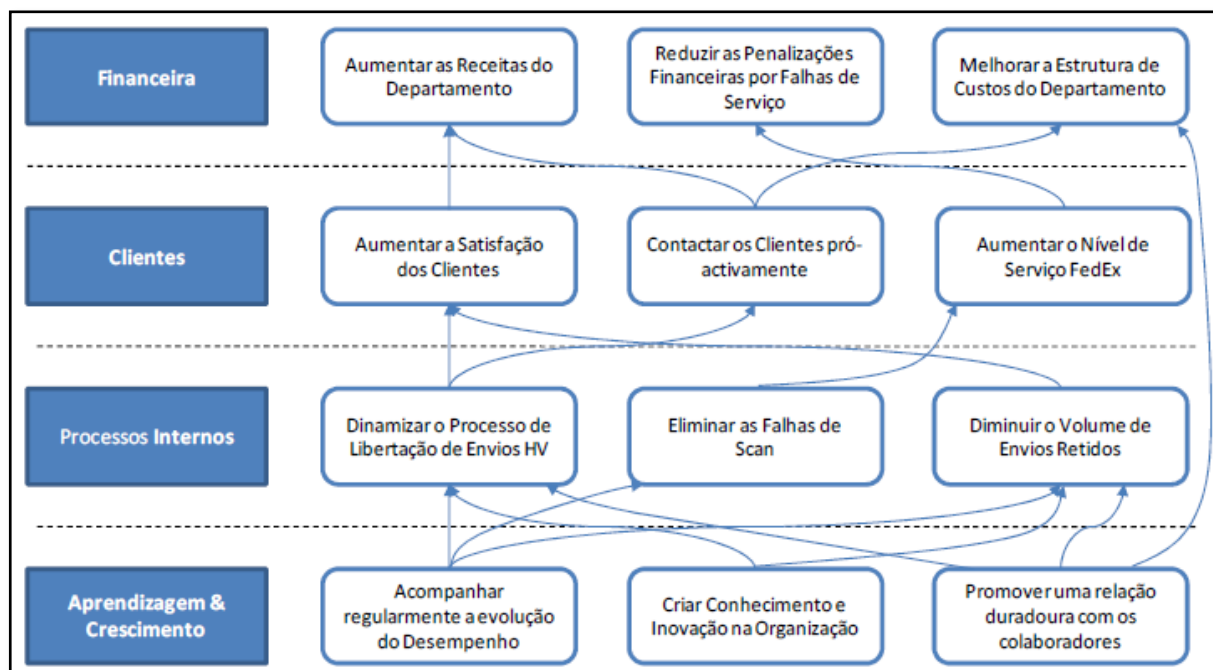 Financeira
Aumentar as Receitas do
Departamento
Reduzir as Penalizações
Financeiras por Falhas de
Serviço
Melhorar a Estrutura de
Custos do Departamento
Clientes
Aumentar a Satisfação
dos Clientes
Contactar os Clientes pró-
activamente
Aumentar o Nível de
Serviço FedEx
Processos Internos
Dinamizar o Processo de
Libertação de Envios HV
Eliminar as Falhas de
Scan
Diminuir o Volume de
Envios Retidos
Aprendizagem &
Crescimento
Acompanhar
regularmente a evolução
do Desempenho
Criar Conhecimento e
Inovação na Organização
Promover uma relação
duradoura com os
colaboradores